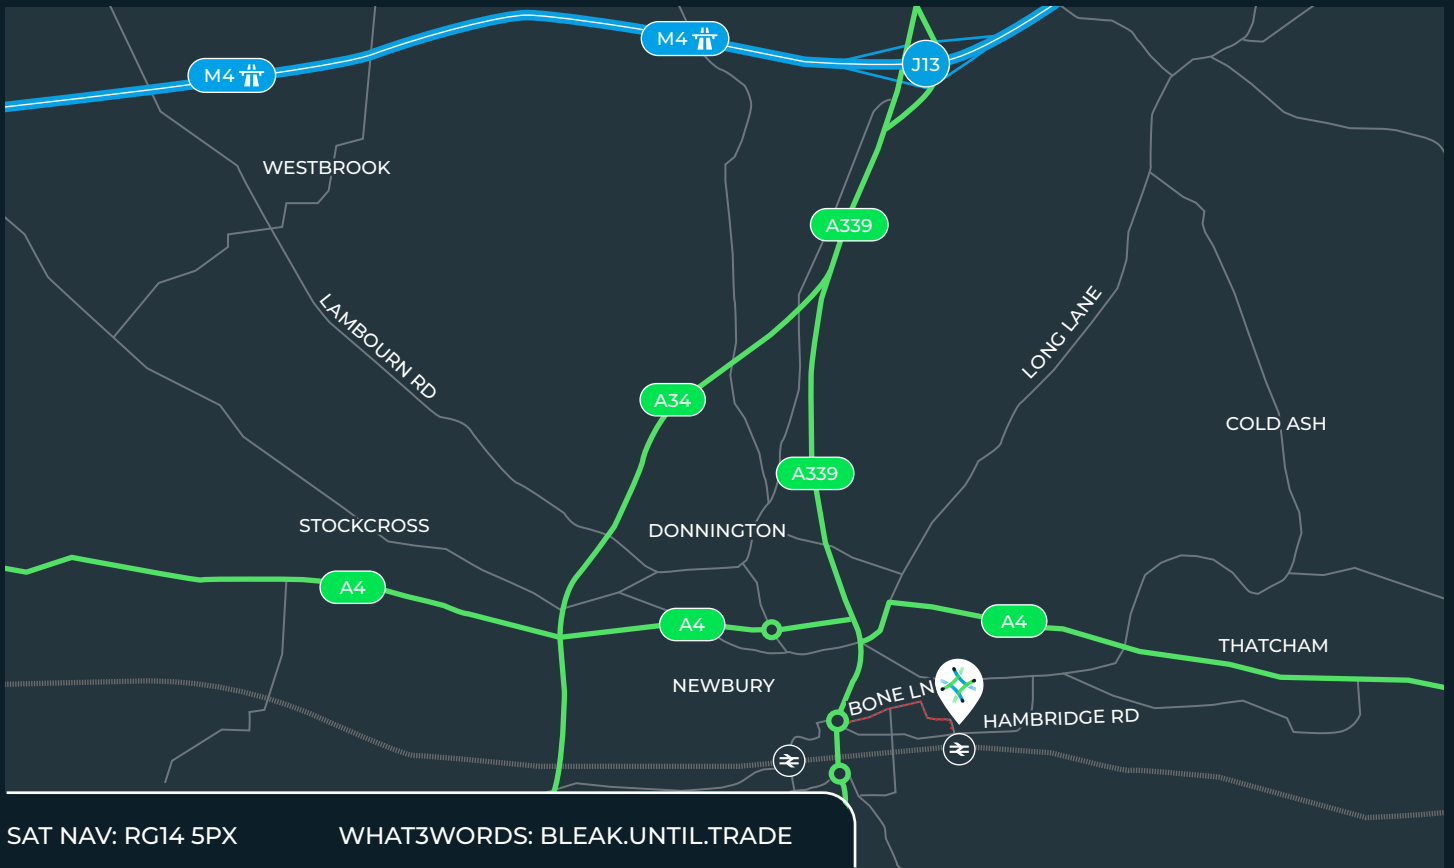 M4
J13
M4
WESTBROOK
A339
LAMBOURN RD
LONG LANE
A34
COLD ASH
A339
STOCKCROSS
DONNINGTON
A4
A4
A4
THATCHAM
NEWBURY
BONE LN
HAMBRIDGE RD
SAT NAV: RG14 5PX
WHAT3WORDS: BLEAK.UNTIL.TRADE